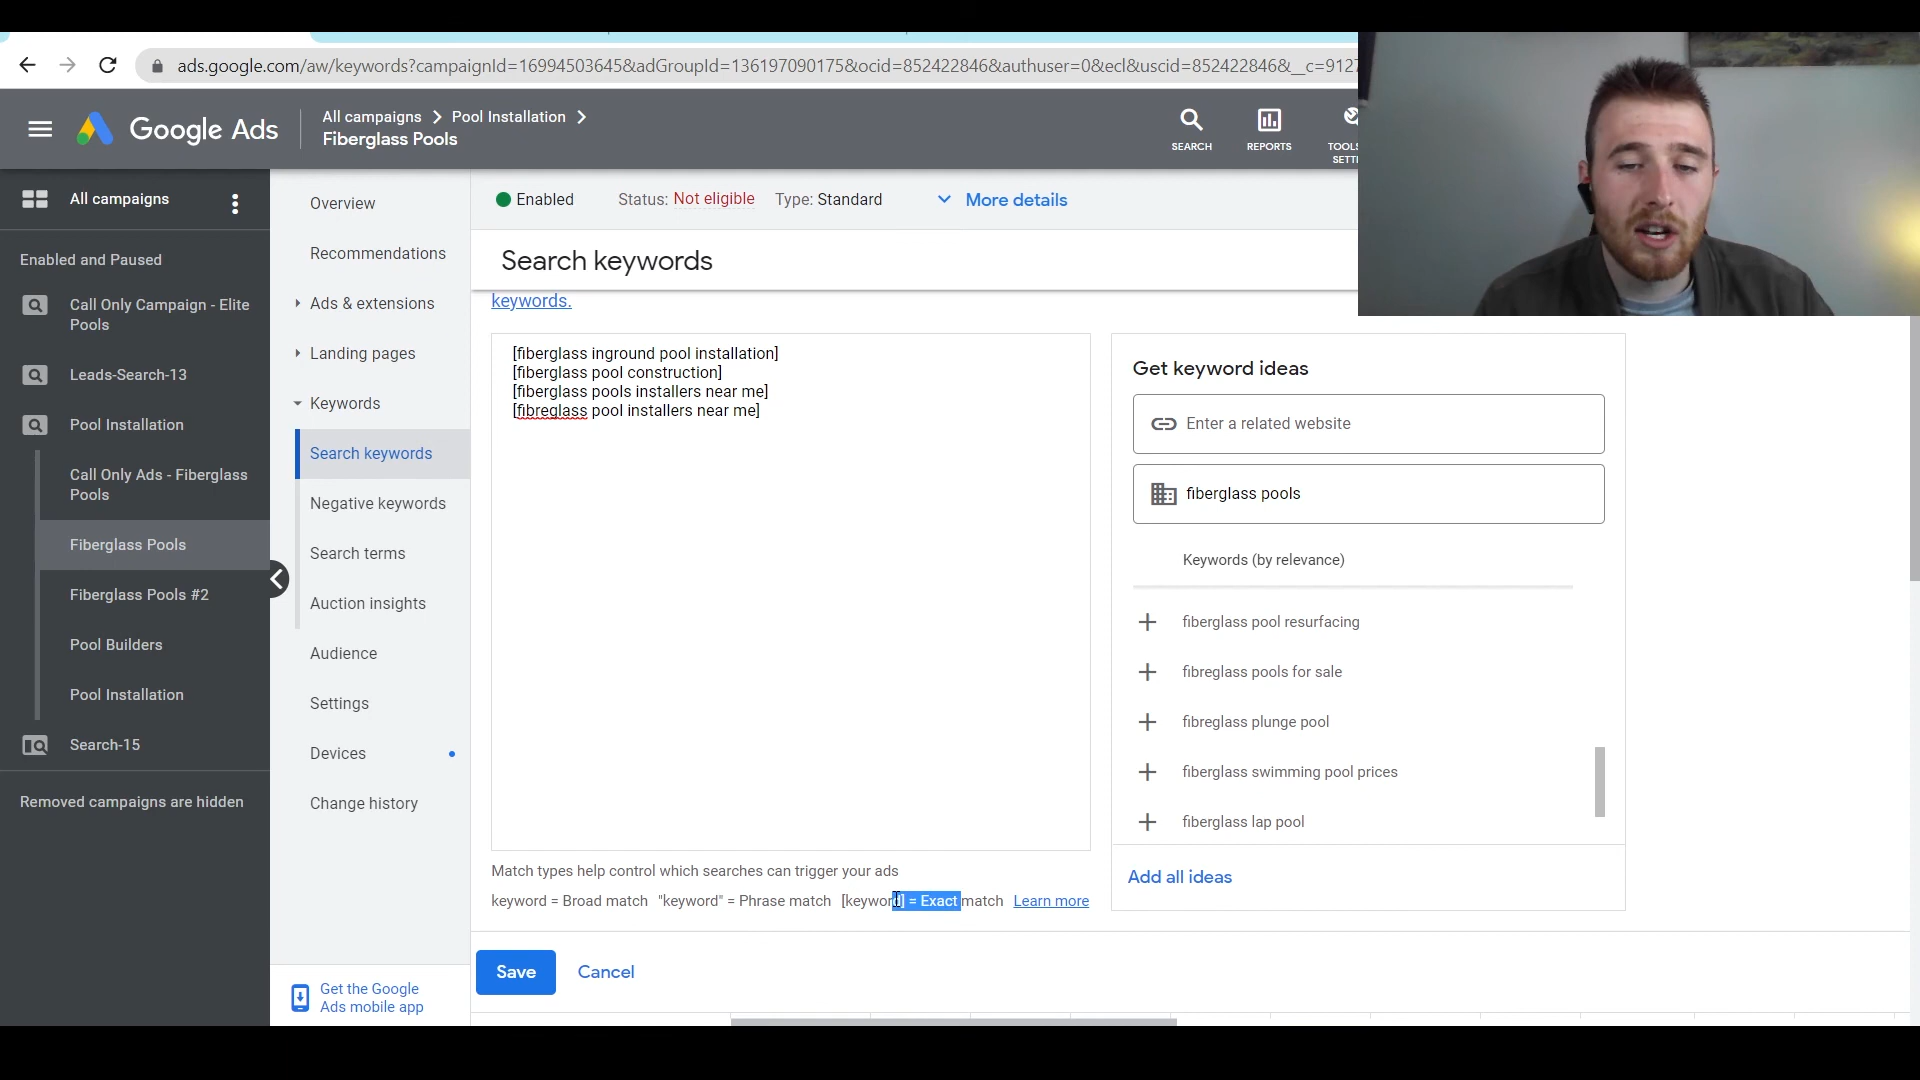 ads.google.com/aw/keywords?campaignId=16994503645&adGroupId=136197090175&ocid=852422846&authuser=0&ecl&uscid=852422846&__c=9127
Google Ads
All campaigns
Pool Installation
Fiberglass Pools
SEARCH
REPORTS
TOOLS
SETTI
All campaigns
Enabled and Paused
Call Only Campaign - Elite
Pools
Leads-Search-13
Pool Installation
Call Only Ads - Fiberglass
Pools
Fiberglass Pools
Fiberglass Pools #2
Pool Builders
Pool Installation
Search-15
Removed campaigns are hidden
Overview
Recommendations
Ads & extensions
Landing pages
Keywords
Search keywords
Negative keywords
Search terms
Auction insights
Audience
Settings
Devices
Change history
Get the Google
Ads mobile app
Enabled
Status: Not eligible
Type: Standard
More details
Search keywords
keywords.
[fiberglass inground pool installation]
[fiberglass pool construction]
[fiberglass pools installers near me]
[fibreglass pool installers near me]
Match types help control which searches can trigger your ads
keyword = Broad match "keyword" = Phrase match [keyword] = Exact match Learn more
Get keyword ideas
Enter a related website
fiberglass pools
Keywords (by relevance)
fiberglass pool resurfacing
fibreglass pools for sale
fibreglass plunge pool
fiberglass swimming pool prices
fiberglass lap pool
Add all ideas
Save
Cancel